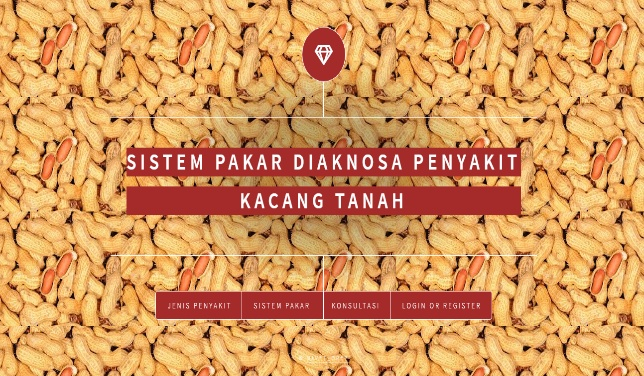 SISTEM PAKAR DIAKNOSA PENYAKIT
KACANG TANAH
JENIS PENYAKIT
SISTEM PAKAR
KONSULTASI
LOGIN OR REGISTER